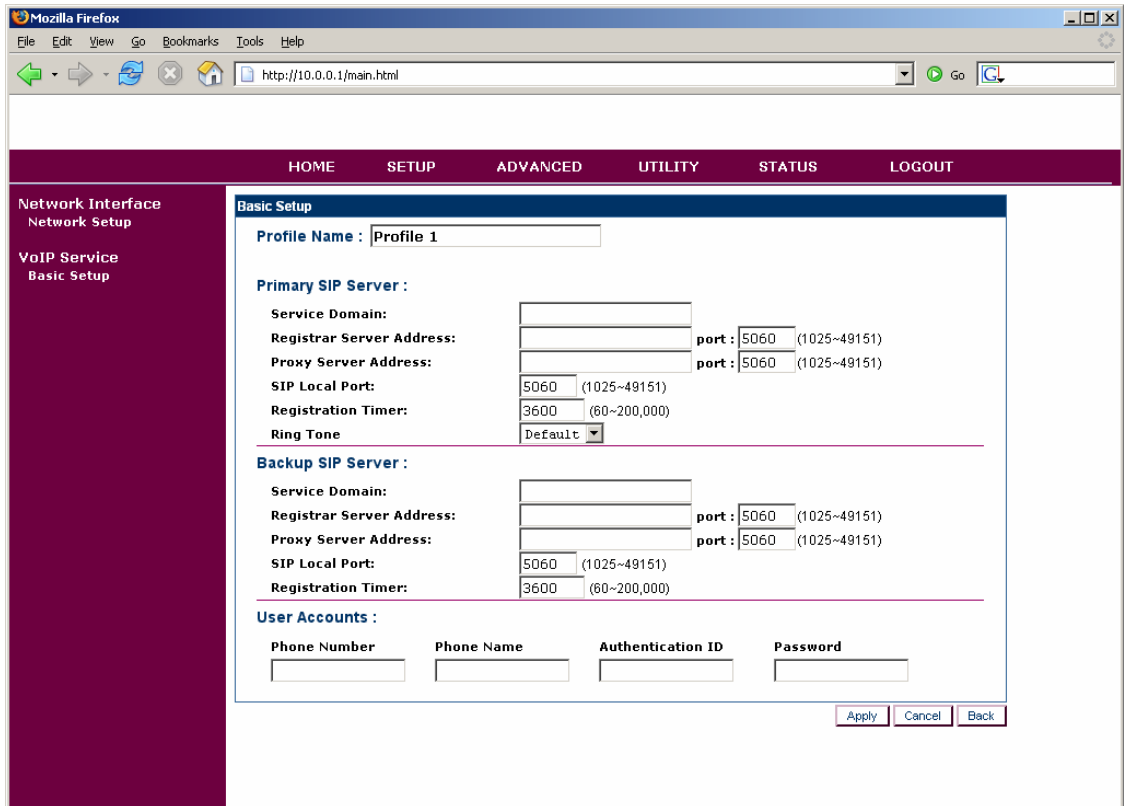 Mozilla Firefox
File Edit View Go Bookmarks Tools Help
http://10.0.0.1/main.html Go G
HOME SETUP ADVANCED UTILITY STATUS LOGOUT
Network Interface
Network Setup
VoIP Service
Basic Setup
Basic Setup
Profile Name : Profile 1
Primary SIP Server :
Service Domain:
Registrar Server Address: port : 5060 (1025~49151)
Proxy Server Address: port : 5060 (1025~49151)
SIP Local Port: 5060 (1025~49151)
Registration Timer: 3600 (60~200,000)
Ring Tone Default
Backup SIP Server :
Service Domain:
Registrar Server Address: port : 5060 (1025~49151)
Proxy Server Address: port : 5060 (1025~49151)
SIP Local Port: 5060 (1025~49151)
Registration Timer: 3600 (60~200,000)
User Accounts :
Phone Number Phone Name Authentication ID Password
Apply Cancel Back